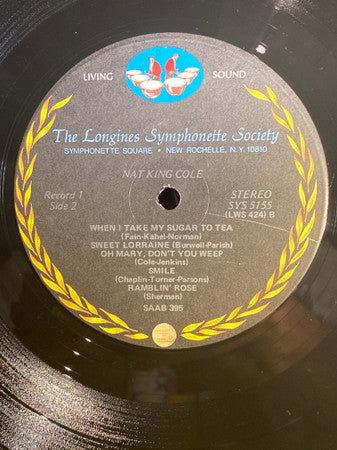 LIVING SOUND
The Longines Symphonette Society
SYMPHONETTE SQUARE • NEW ROCHELLE, N.Y. 10810
NAT KING COLE
Record 1
Side 2
STEREO
SYS 5155
(LWS 424) B
WHEN I TAKE MY SUGAR TO TEA
(Fain-Kahel-Norman)
SWEET LORRAINE (Burwell-Parish)
OH MARY, DON'T YOU WEEP
(Cole-Jenkins)
SMILE
(Chaplin-Turner-Parsons)
RAMBLIN' ROSE
(Sherman)
SAAB 395